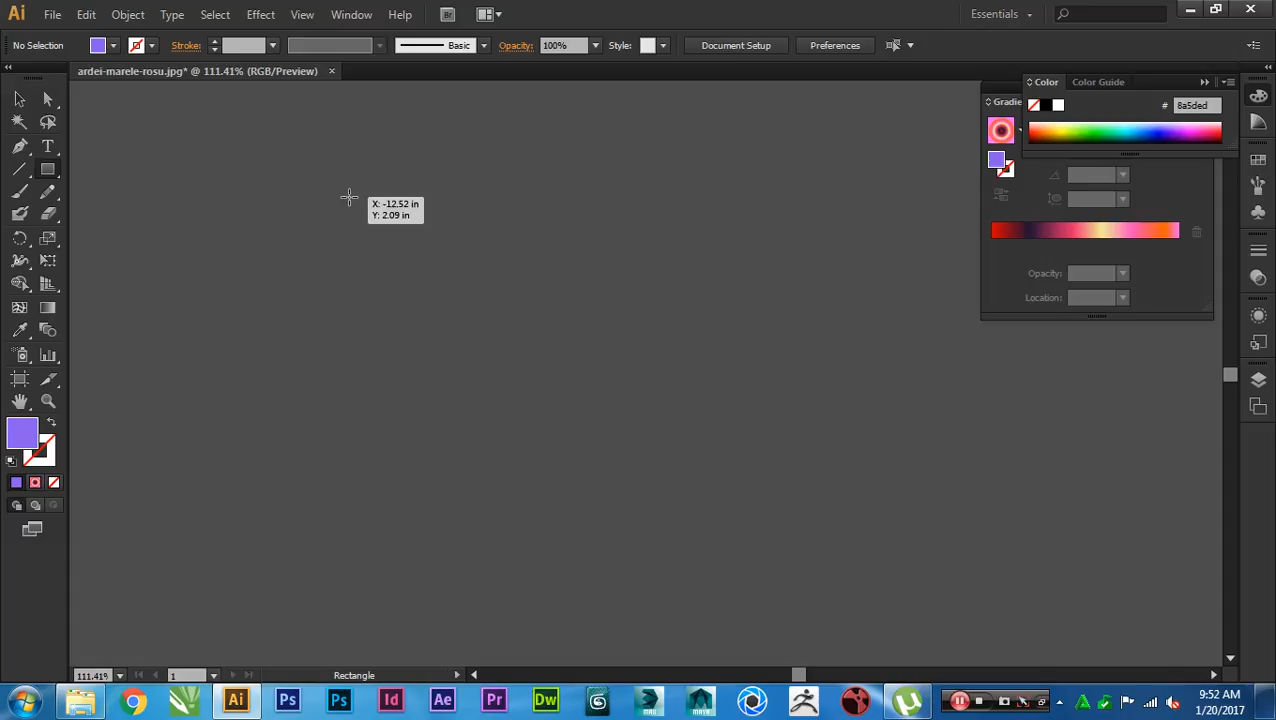 Ai File Edit Object Type Select Effect View Window Help Br Essentials
No Selection Stroke: Basic Opacity: 100% Style: Document Setup Preferences
ardei-marele-rosu.jpg* @ 111.41% (RGB/Preview) ×
Color Color Guide
Gradie
# 8a5ded
T
X: -12.52 in
Y: 2.09 in
Opacity:
Location:
111.41% 1 Rectangle
Ai Ps Ps Id Ae Pr Dw
9:52 AM
1/20/2017